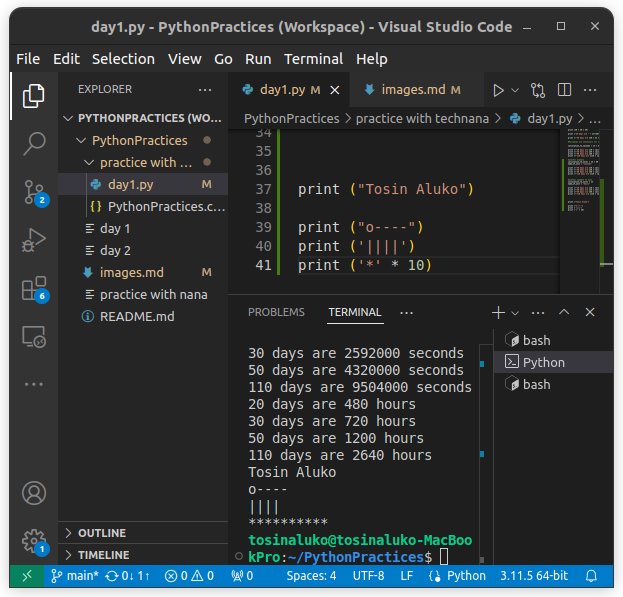 day1.py - PythonPractices (Workspace) - Visual Studio Code
File Edit Selection View Go Run Terminal Help
EXPLORER ···
PYTHONPRACTICES (WO...
PythonPractices
practice with ...
day1.py M
{} PythonPractices.c...
day 1
day 2
images.md M
practice with nana
README.md
OUTLINE
TIMELINE
2
6
1
day1.py M × images.md M
PythonPractices > practice with technana > day1.py > ...
34
35
36
37 print ("Tosin Aluko")
38
39 print ("o----")
40 print ('||||')
41 print ('*' * 10)
PROBLEMS TERMINAL ···
30 days are 2592000 seconds
50 days are 4320000 seconds
110 days are 9504000 seconds
20 days are 480 hours
30 days are 720 hours
50 days are 1200 hours
110 days are 2640 hours
Tosin Aluko
o----
||||
**********
tosinaluko@tosinaluko-MacBoo
kPro:~/PythonPractices$
bash
Python
bash
main* 0↓ 1↑ 0 0 0 Spaces: 4 UTF-8 LF Python 3.11.5 64-bit